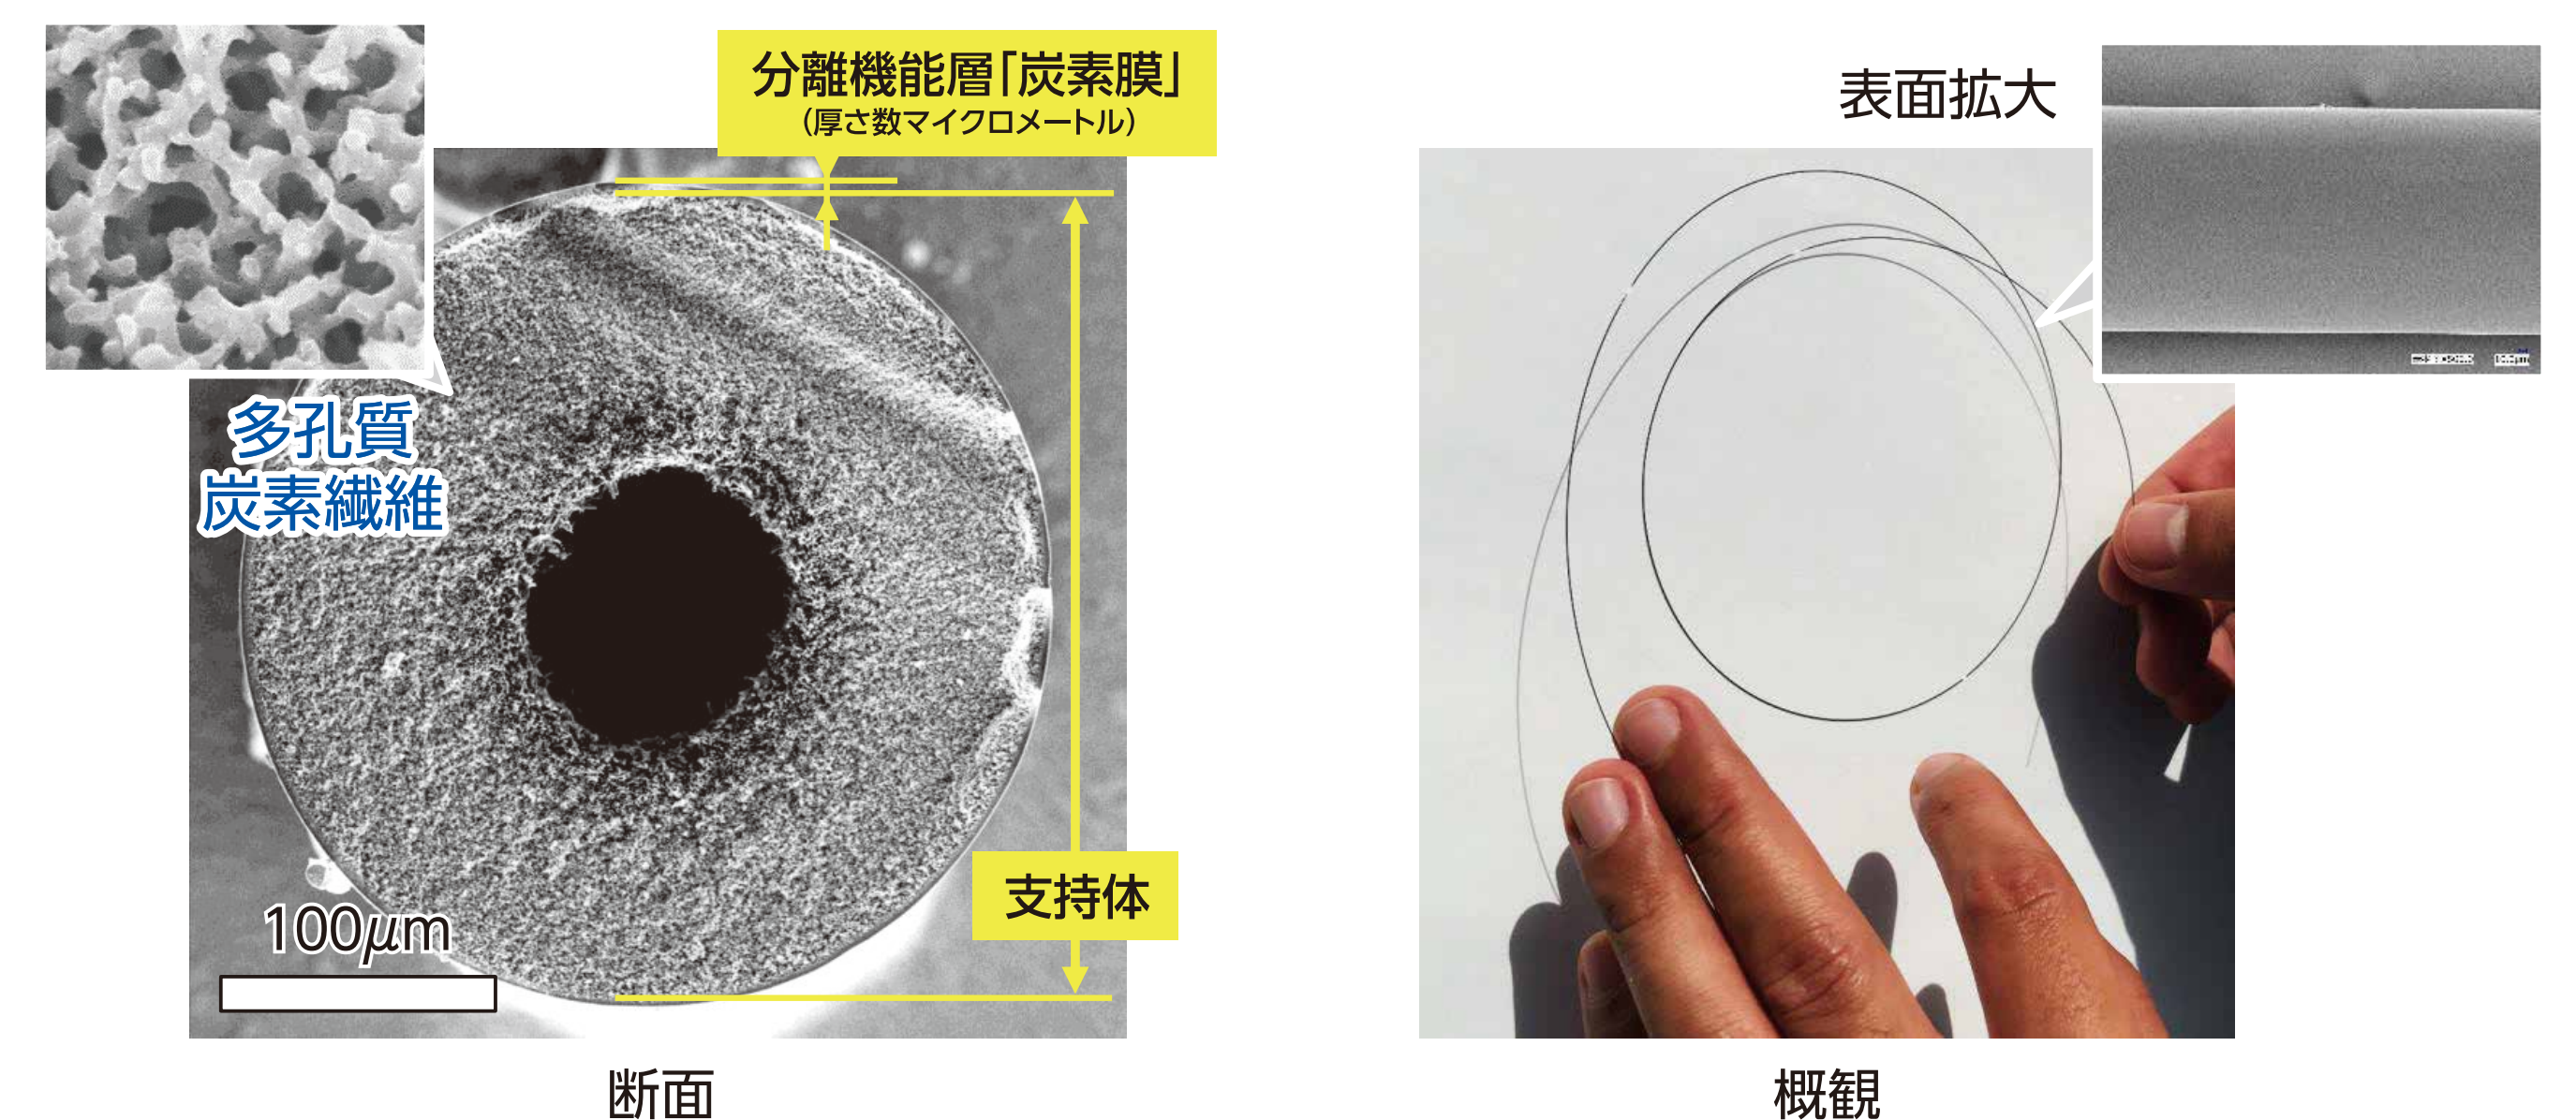 分離機能層「炭素膜」
(厚さ数マイクロメートル)
表面拡大
多孔質
炭素繊維
100μm
支持体
断面
概観